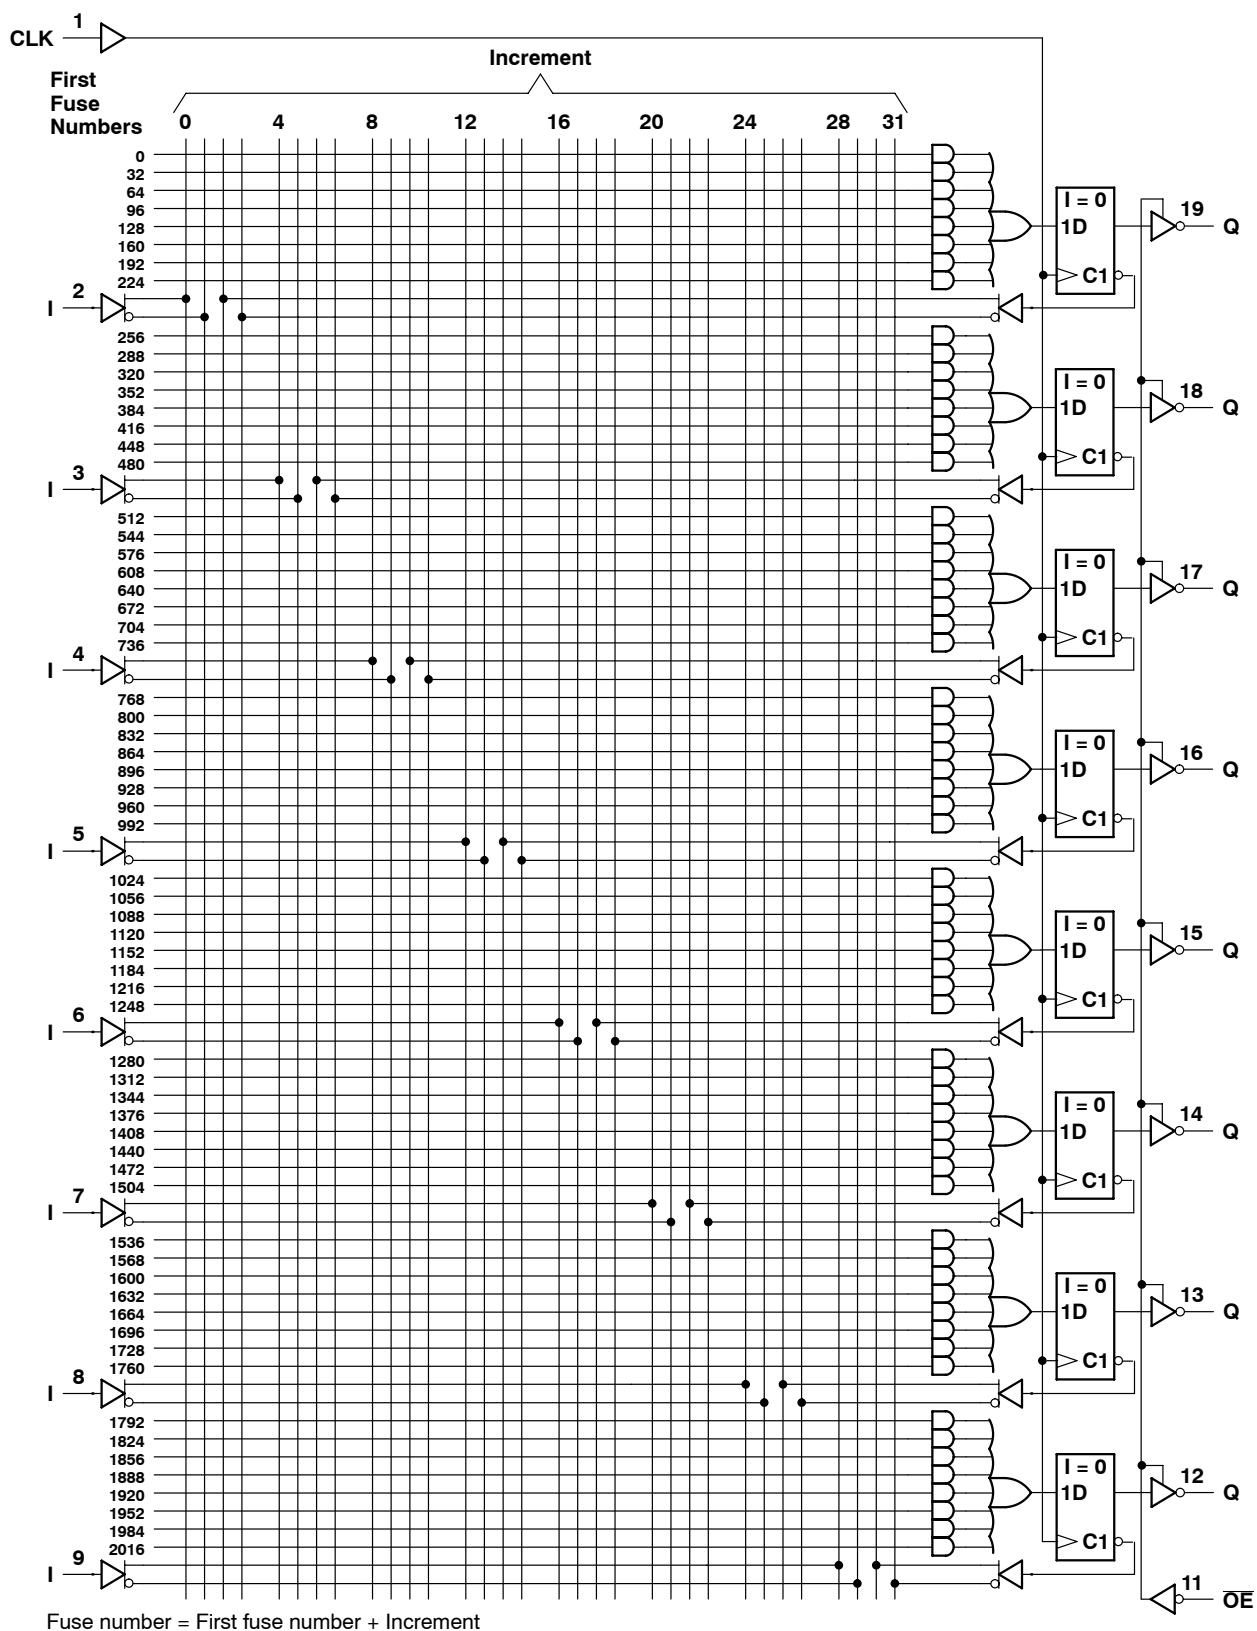 1
CLK
Increment
First
Fuse
Numbers
0 4 8 12 16 20 24 28 31
0
32
64
96
128
160
192
224
I = 0
1D
C1
19
Q
2
I
256
288
320
352
384
416
448
480
I = 0
1D
C1
18
Q
3
I
512
544
576
608
640
672
704
736
I = 0
1D
C1
17
Q
4
I
768
800
832
864
896
928
960
992
I = 0
1D
C1
16
Q
5
I
1024
1056
1088
1120
1152
1184
1216
1248
I = 0
1D
C1
15
Q
6
I
1280
1312
1344
1376
1408
1440
1472
1504
I = 0
1D
C1
14
Q
7
I
1536
1568
1600
1632
1664
1696
1728
1760
I = 0
1D
C1
13
Q
8
I
1792
1824
1856
1888
1920
1952
1984
2016
I = 0
1D
C1
12
Q
9
I
11
OE
Fuse number = First fuse number + Increment